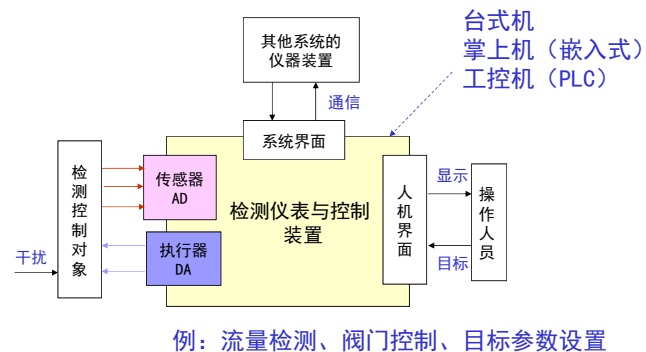 台式机
掌上机（嵌入式）
工控机（PLC）
其他系统的
仪器装置
通信
系统界面
检测控制对象
传感器
AD
执行器
DA
检测仪表与控制
装置
人机界面
显示
目标
操作人员
干扰
例：流量检测、阀门控制、目标参数设置